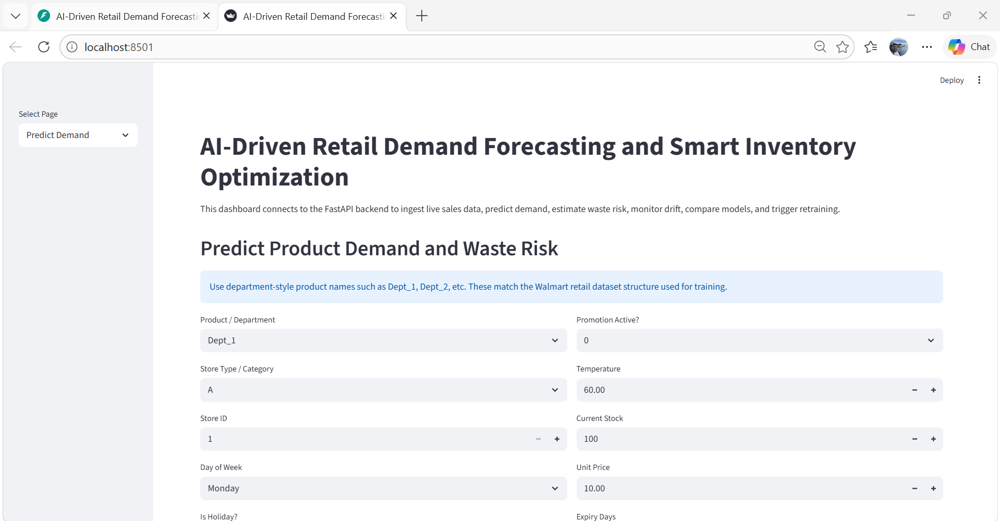 AI-Driven Retail Demand Forecasti
AI-Driven Retail Demand Forecasti
localhost:8501
Chat
Deploy
Select Page
Predict Demand
AI-Driven Retail Demand Forecasting and Smart Inventory
Optimization
This dashboard connects to the FastAPI backend to ingest live sales data, predict demand, estimate waste risk, monitor drift, compare models, and trigger retraining.
Predict Product Demand and Waste Risk
Use department-style product names such as Dept_1, Dept_2, etc. These match the Walmart retail dataset structure used for training.
Product / Department
Promotion Active?
Dept_1
0
Store Type / Category
Temperature
A
60.00
Store ID
Current Stock
1
100
Day of Week
Unit Price
Monday
10.00
Is Holiday?
Expiry Days